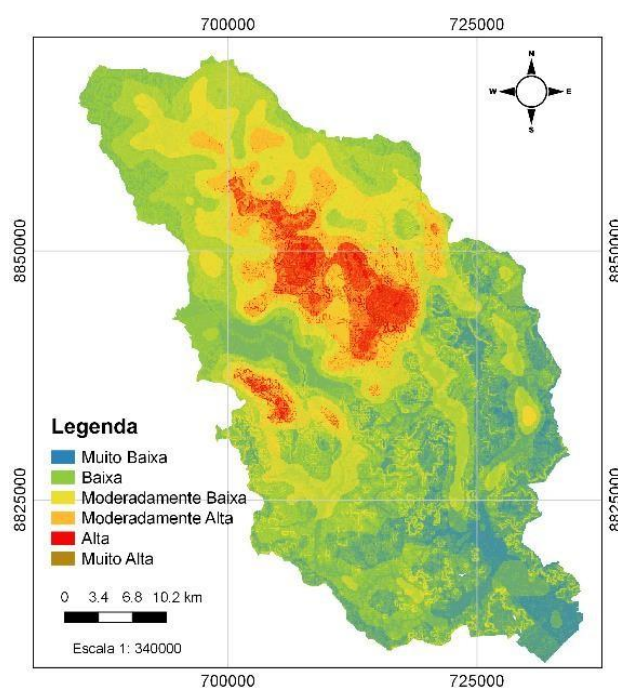 700000 725000
N
W E
S
8850000 8850000
Legenda
Muito Baixa
Baixa
Moderadamente Baixa
Moderadamente Alta
Alta
Muito Alta
8825000 8825000
0 3.4 6.8 10.2 km
Escala 1: 340000
700000 725000